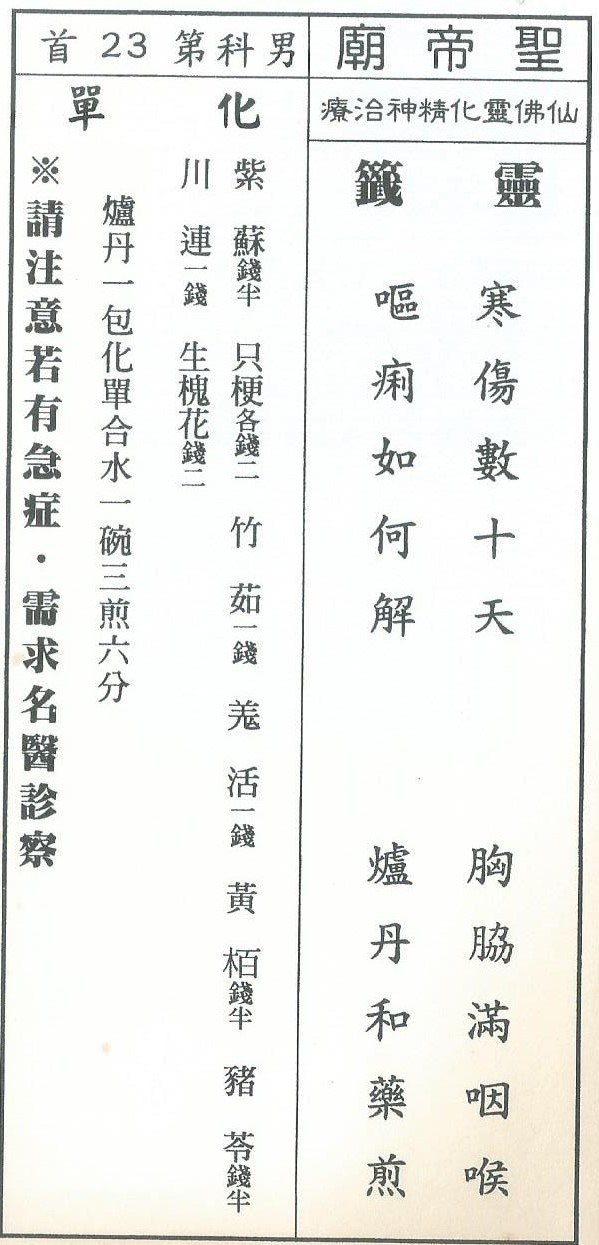 聖帝廟
仙佛靈化精神治療
靈籤
寒傷數十天 胸脇滿咽喉
嘔痢如何解 爐丹和藥煎
男科第23首
化單
紫蘇錢半 只梗各錢二 竹茹一錢 羗活一錢 黃栢錢半 豬苓錢半
川連一錢 生槐花錢二
爐丹一包化單合水一碗三煎六分
※請注意若有急症．需求名醫診察